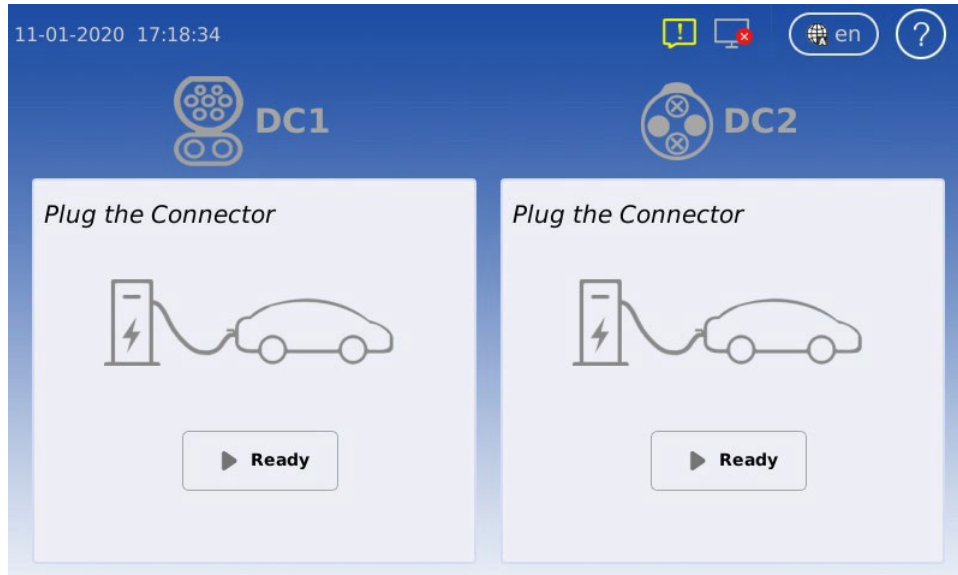 11-01-2020 17:18:34
! en ?
DC1
DC2
Plug the Connector
Plug the Connector
Ready
Ready